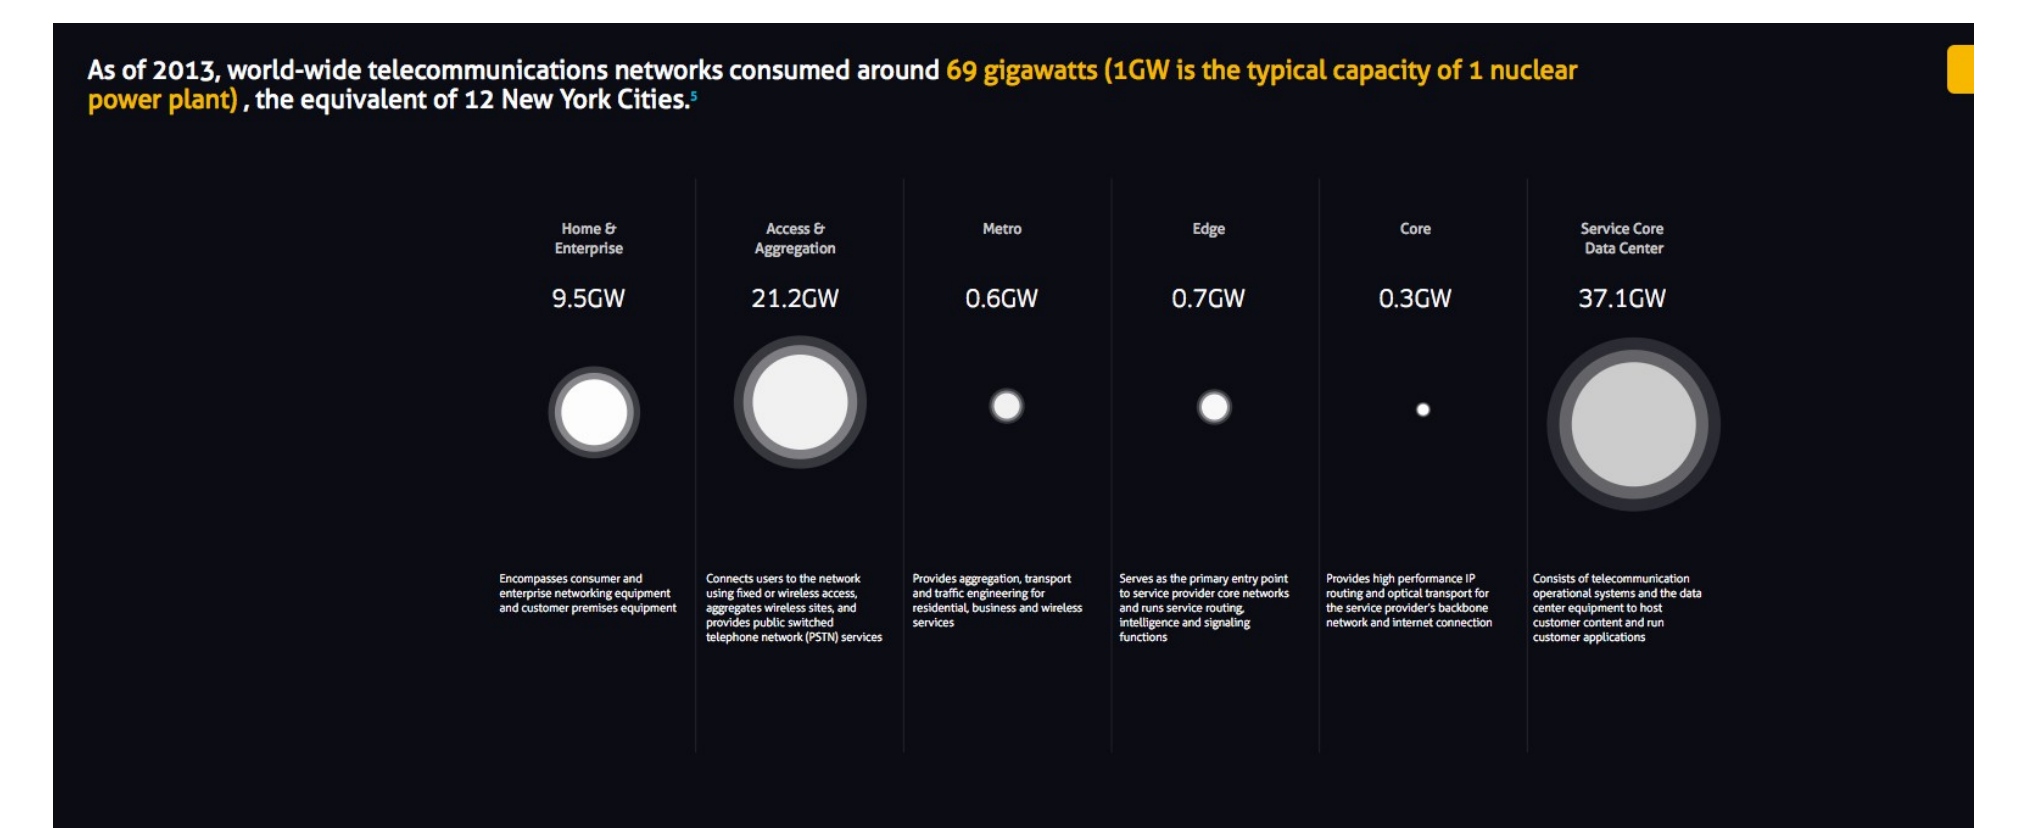 As of 2013, world-wide telecommunications networks consumed around 69 gigawatts (1GW is the typical capacity of 1 nuclear
power plant) , the equivalent of 12 New York Cities.5
Home &
Enterprise
9.5GW
Encompasses consumer and
enterprise networking equipment
and customer premises equipment
Access &
Aggregation
21.2GW
Connects users to the network
using fixed or wireless access,
aggregates wireless sites, and
provides public switched
telephone network (PSTN) services
Metro
0.6GW
Provides aggregation, transport
and traffic engineering for
residential, business and wireless
services
Edge
0.7GW
Serves as the primary entry point
to service provider core networks
and runs service routing,
intelligence and signaling
functions
Core
0.3GW
Provides high performance IP
routing and optical transport for
the service provider's backbone
network and internet connection
Service Core
Data Center
37.1GW
Consists of telecommunication
operational systems and the data
center equipment to host
customer content and run
customer applications